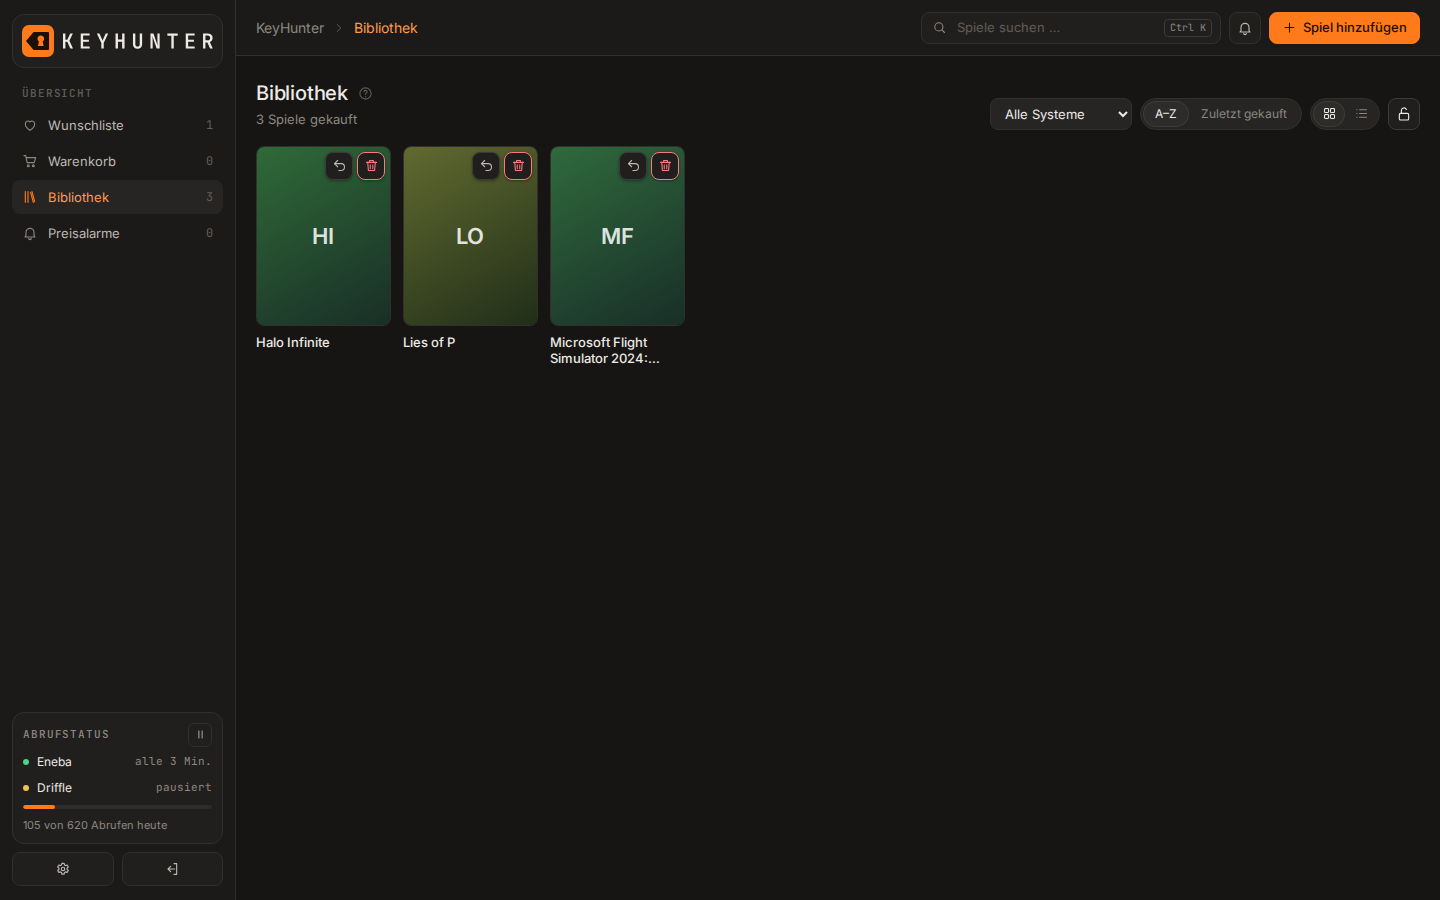 KEYHUNTER
KeyHunter
Bibliothek
Spiele suchen ...
Ctrl K
Spiel hinzufügen
ÜBERSICHT
Wunschliste 1
Warenkorb 0
Bibliothek 3
Preisalarme 0
Bibliothek
3 Spiele gekauft
Alle Systeme
A–Z
Zuletzt gekauft
HI
LO
MF
Halo Infinite
Lies of P
Microsoft Flight
Simulator 2024:...
ABRUFSTATUS
Eneba alle 3 Min.
Driffle pausiert
105 von 620 Abrufen heute